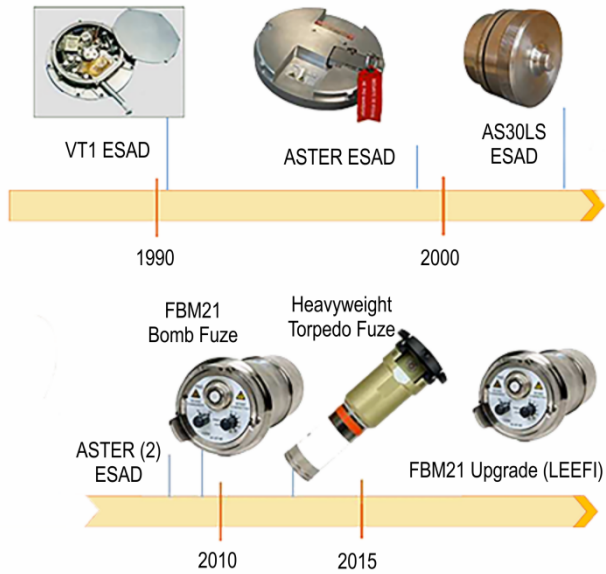 VT1 ESAD
ASTER ESAD
AS30LS
ESAD
1990
2000
FBM21
Bomb Fuze
Heavyweight
Torpedo Fuze
ASTER (2)
ESAD
FBM21 Upgrade (LEEFI)
2010
2015